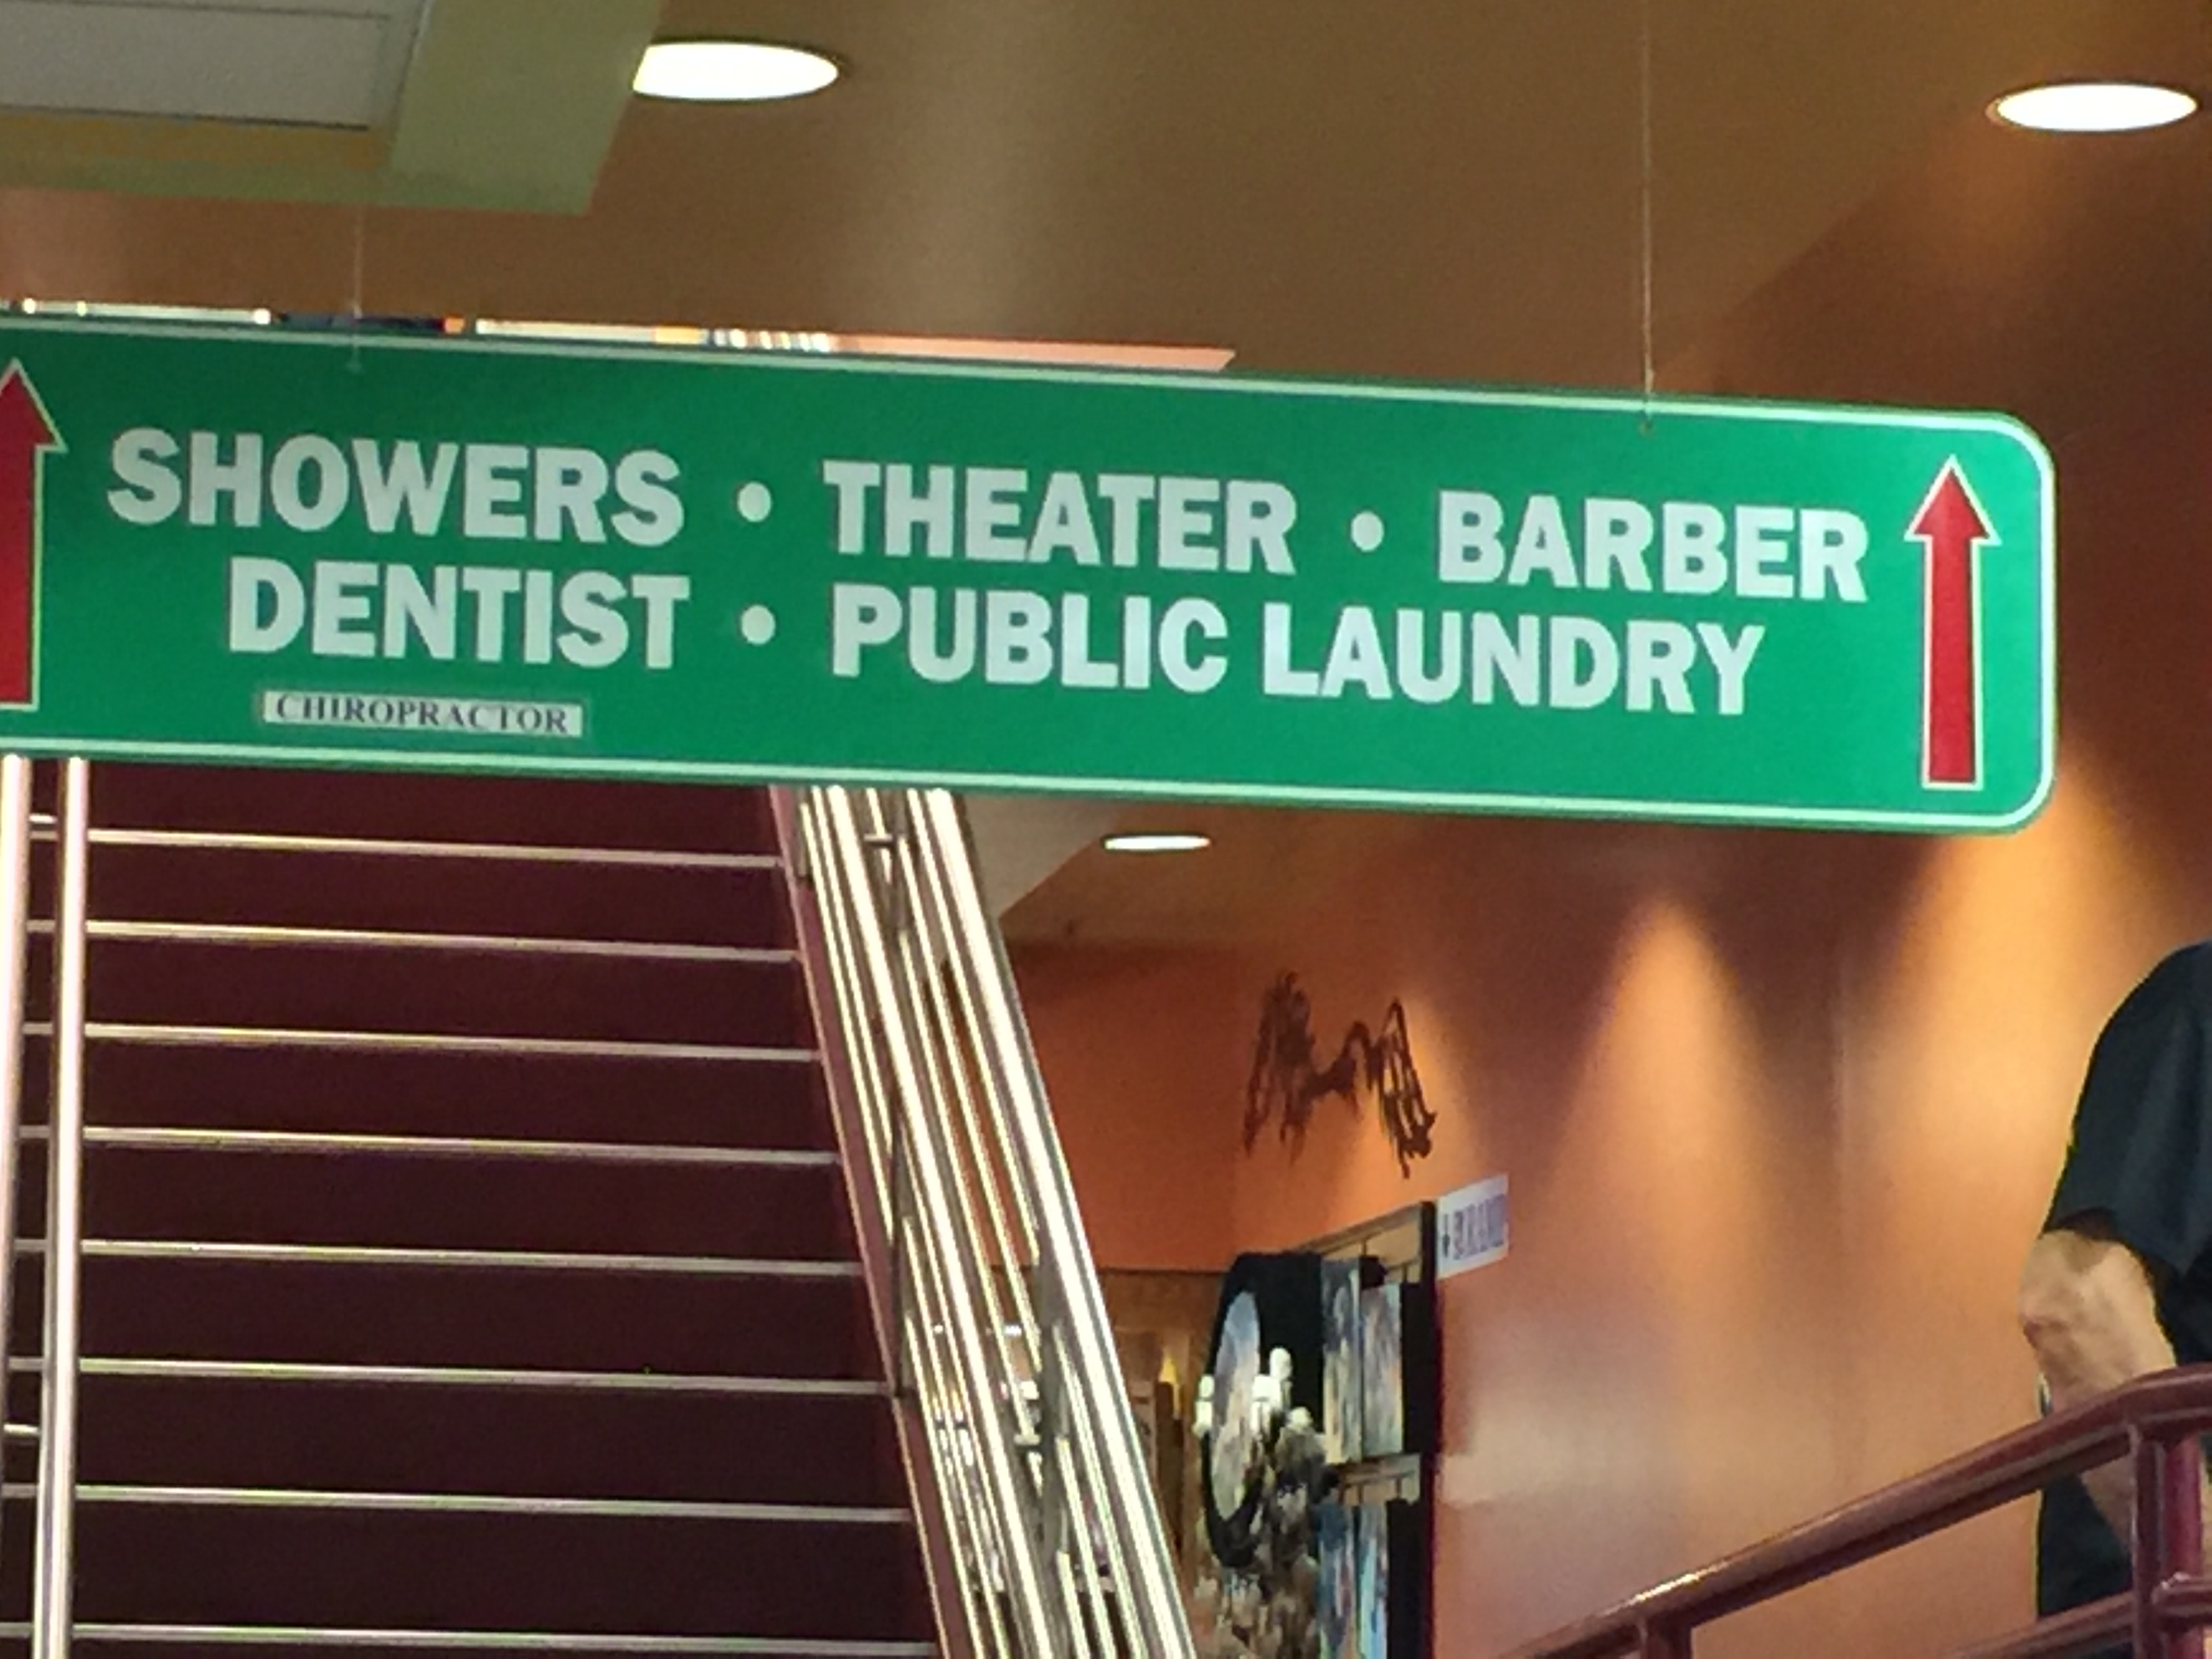 SHOWERS • THEATER • BARBER
DENTIST • PUBLIC LAUNDRY
CHIROPRACTOR